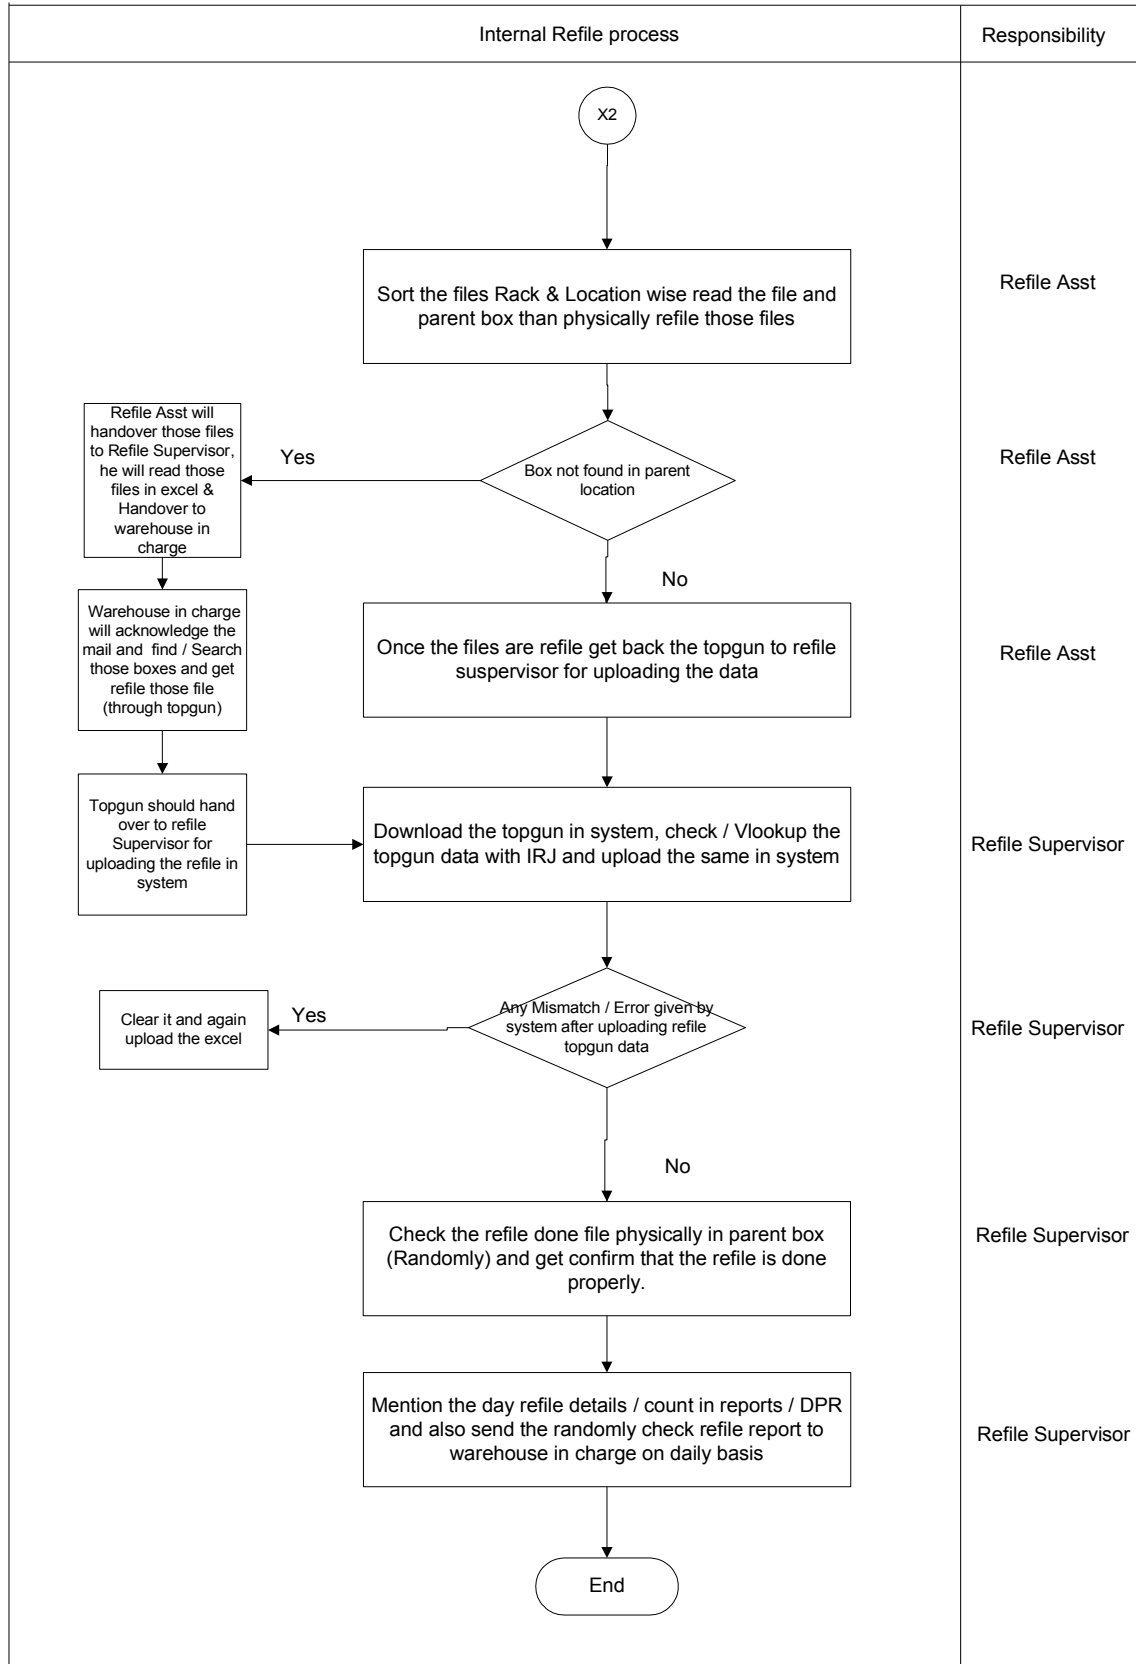 Internal Refile process
Responsibility
X2
Sort the files Rack & Location wise read the file and
parent box than physically refile those files
Refile Asst
Refile Asst will
handover those files
to Refile Supervisor,
he will read those
files in excel &
Handover to
warehouse in
charge
Yes
Box not found in parent
location
Refile Asst
No
Warehouse in charge
will acknowledge the
mail and find / Search
those boxes and get
refile those file
(through topgun)
Once the files are refile get back the topgun to refile
suspervisor for uploading the data
Refile Asst
Topgun should hand
over to refile
Supervisor for
uploading the refile in
system
Download the topgun in system, check / Vlookup the
topgun data with IRJ and upload the same in system
Refile Supervisor
Clear it and again
upload the excel
Yes
Any Mismatch / Error given by
system after uploading refile
topgun data
Refile Supervisor
No
Check the refile done file physically in parent box
(Randomly) and get confirm that the refile is done
properly.
Refile Supervisor
Mention the day refile details / count in reports / DPR
and also send the randomly check refile report to
warehouse in charge on daily basis
Refile Supervisor
End